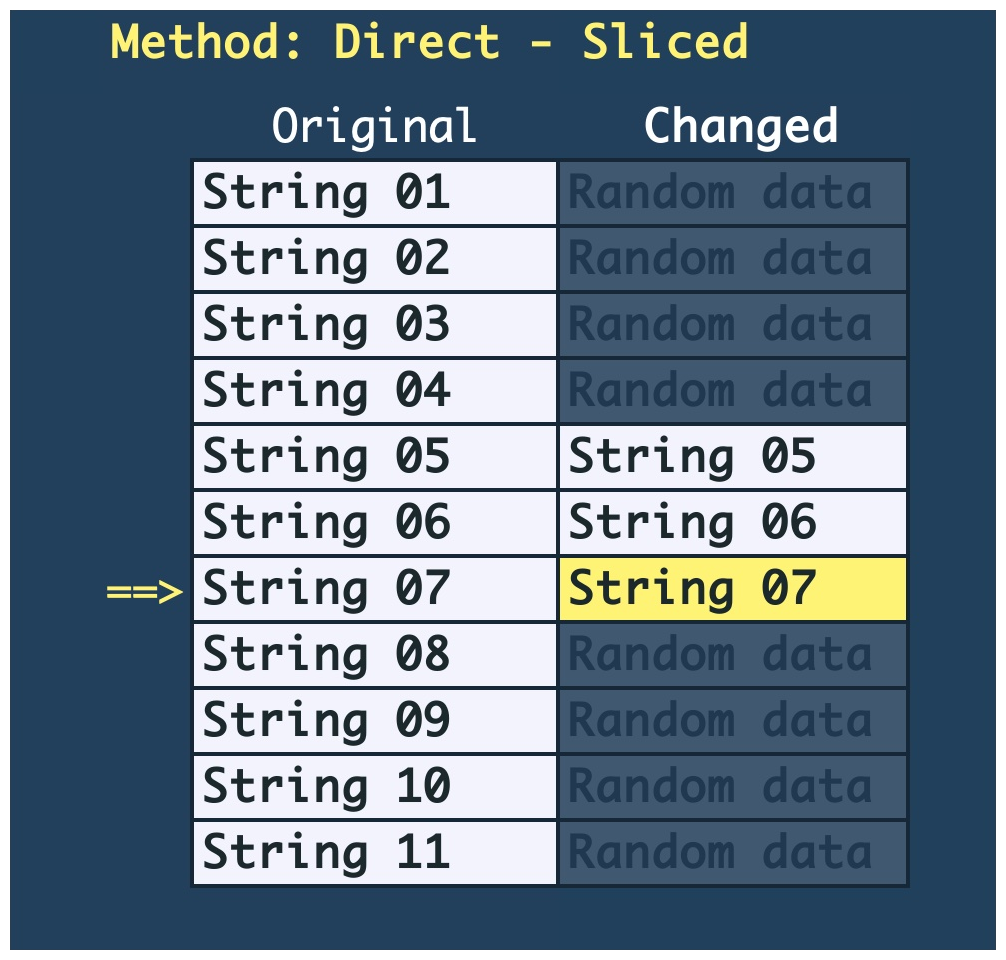 Method: Direct - Sliced
Original Changed
String 01 Random data
String 02 Random data
String 03 Random data
String 04 Random data
String 05 String 05
String 06 String 06
==> String 07 String 07
String 08 Random data
String 09 Random data
String 10 Random data
String 11 Random data